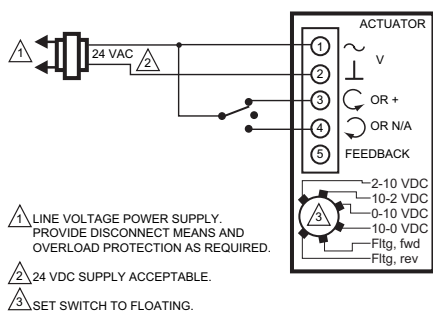 ACTUATOR
1
24 VAC
2
1
V
2
3
OR +
4
OR N/A
5
FEEDBACK
2-10 VDC
10-2 VDC
3
0-10 VDC
10-0 VDC
Fltg, fwd
Fltg, rev
1 LINE VOLTAGE POWER SUPPLY.
PROVIDE DISCONNECT MEANS AND
OVERLOAD PROTECTION AS REQUIRED.
2 24 VDC SUPPLY ACCEPTABLE.
3 SET SWITCH TO FLOATING.